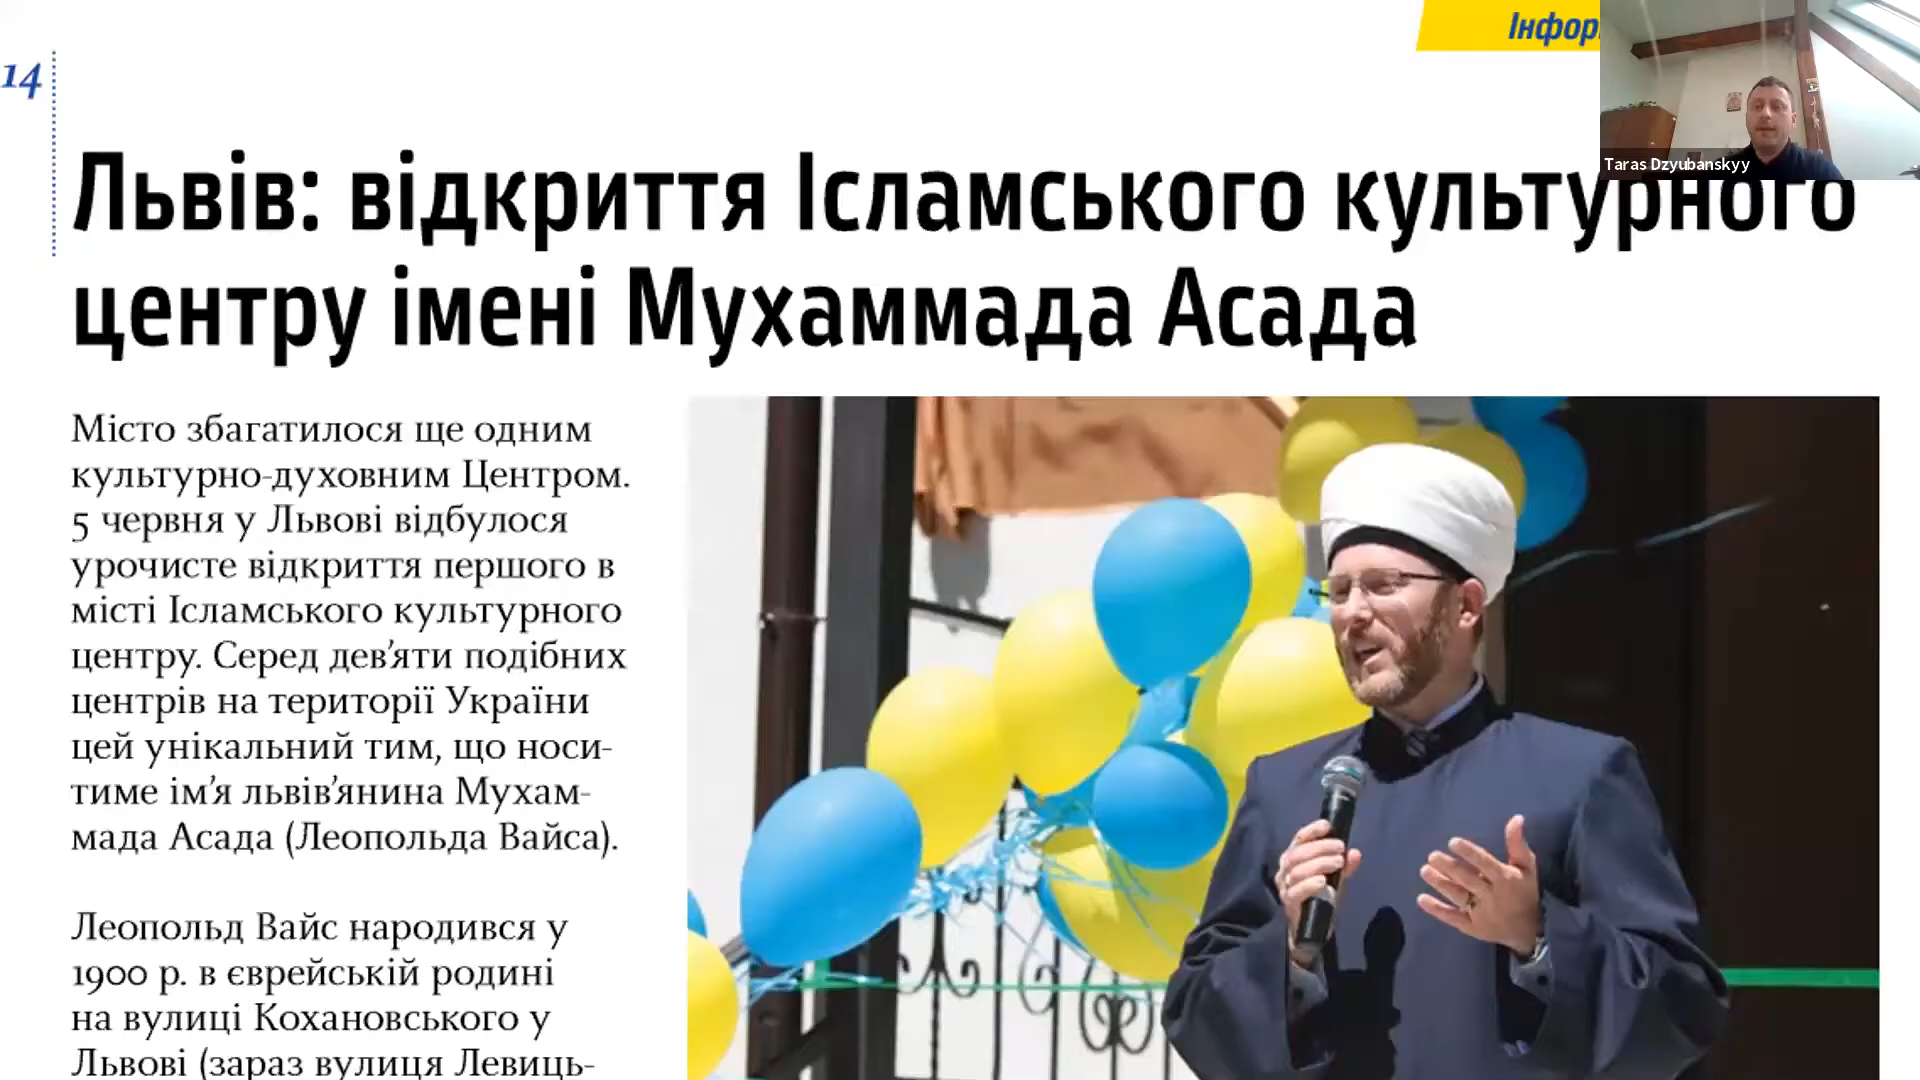 Інфор
14
Taras Dzyubanskyy
Львів: відкриття Ісламського культурного
центру імені Мухаммада Асада
Місто збагатилося ще одним
культурно-духовним Центром.
5 червня у Львові відбулося
урочисте відкриття першого в
місті Ісламського культурного
центру. Серед дев’яти подібних
центрів на території України
цей унікальний тим, що носи-
тиме ім’я львів’янина Мухам-
мада Асада (Леопольда Вайса).
Леопольд Вайс народився у
1900 р. в єврейській родині
на вулиці Кохановського у
Львові (зараз вулиця Левиць-